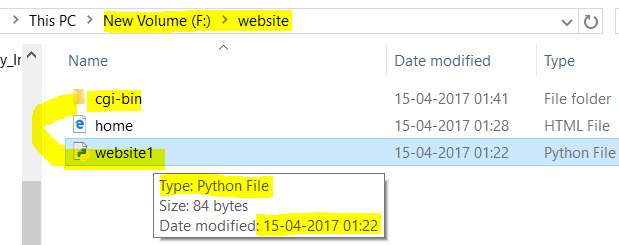 This PC > New Volume (F:) > website
y_In
Name Date modified Type
cgi-bin 15-04-2017 01:41 File folder
home 15-04-2017 01:28 HTML File
website1 15-04-2017 01:22 Python File
Type: Python File
Size: 84 bytes
Date modified: 15-04-2017 01:22